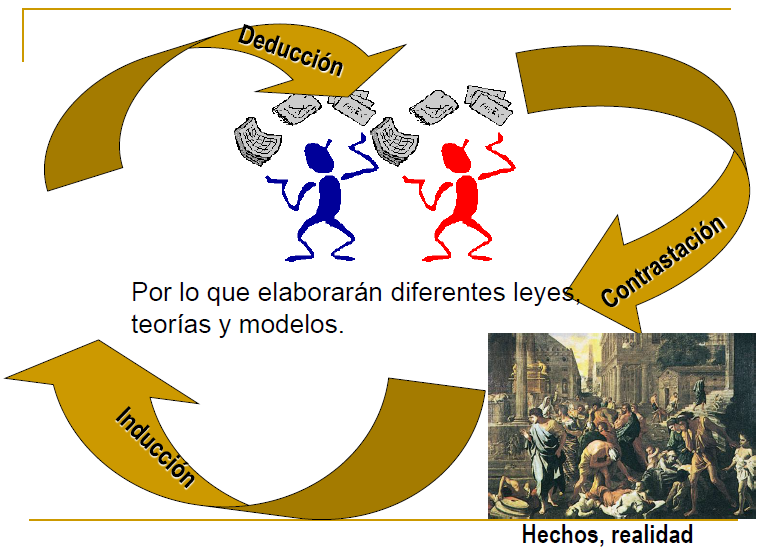 Deducción
Contrastación
Por lo que elaborarán diferentes leyes,
teorías y modelos.
Inducción
Hechos, realidad